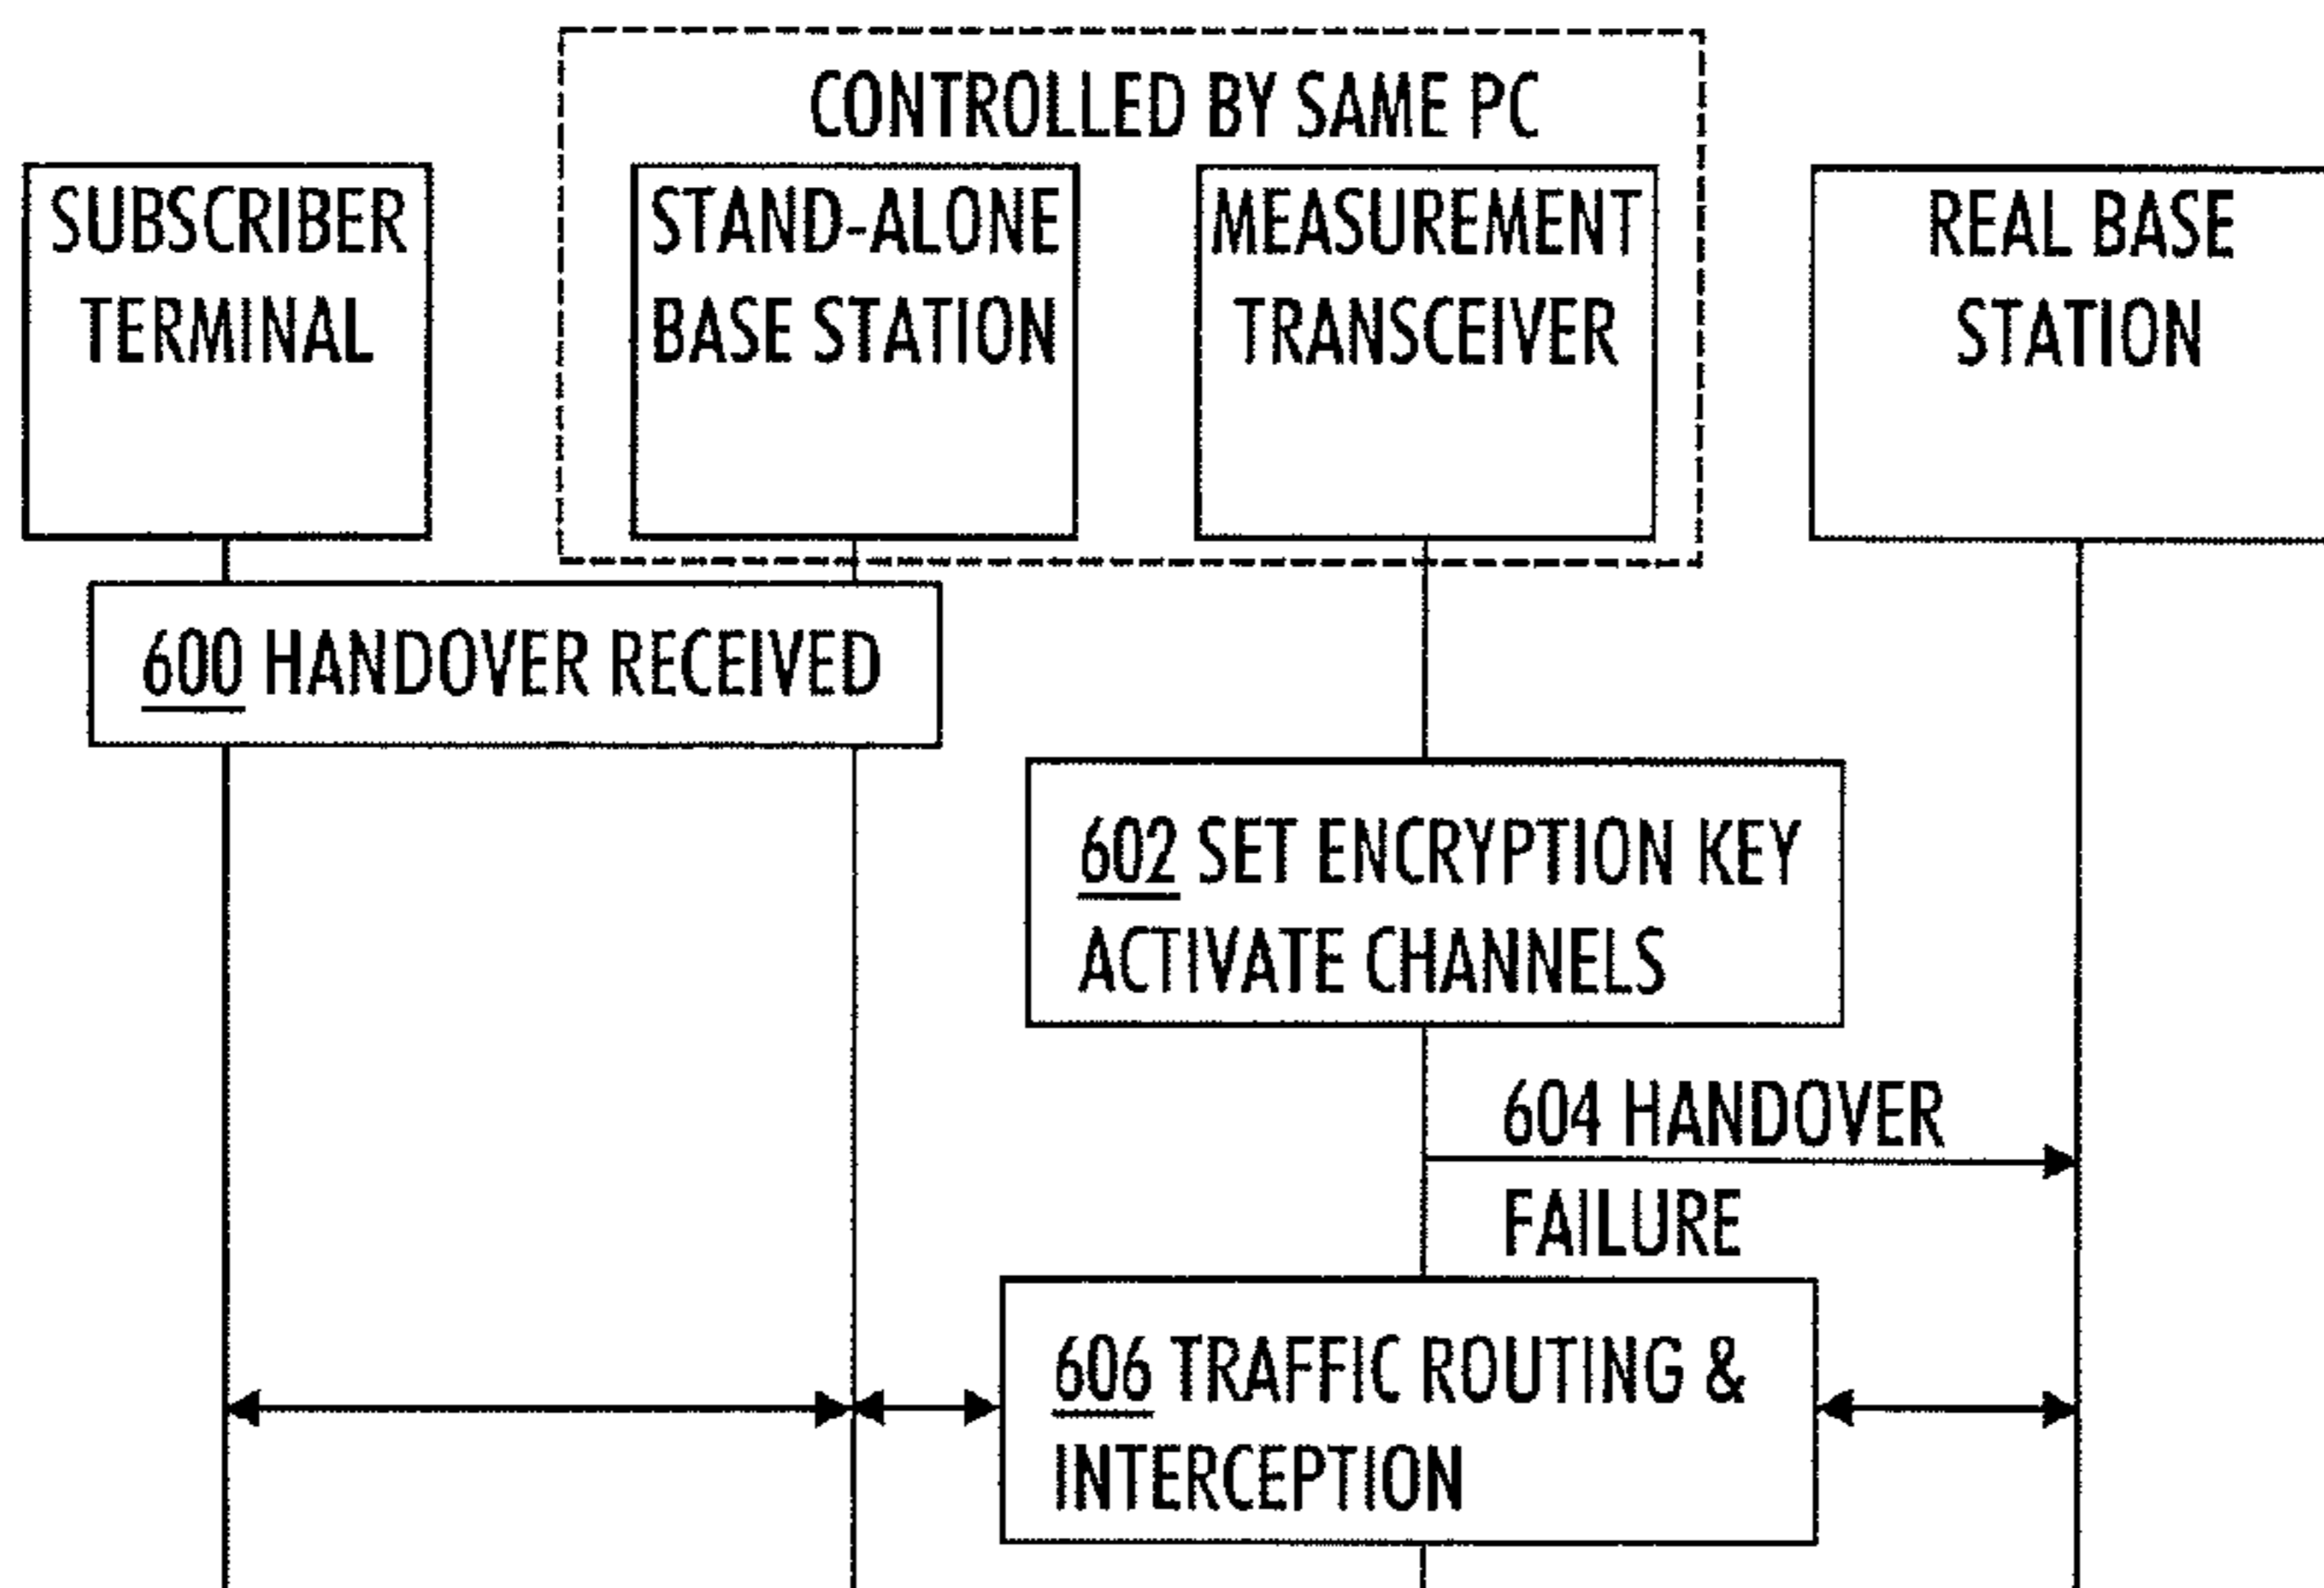 CONTROLLED BY SAME PC
SUBSCRIBER
TERMINAL
STAND-ALONE
BASE STATION
MEASUREMENT
TRANSCEIVER
REAL BASE
STATION
600 HANDOVER RECEIVED
602 SET ENCRYPTION KEY
ACTIVATE CHANNELS
604 HANDOVER
FAILURE
606 TRAFFIC ROUTING &
INTERCEPTION